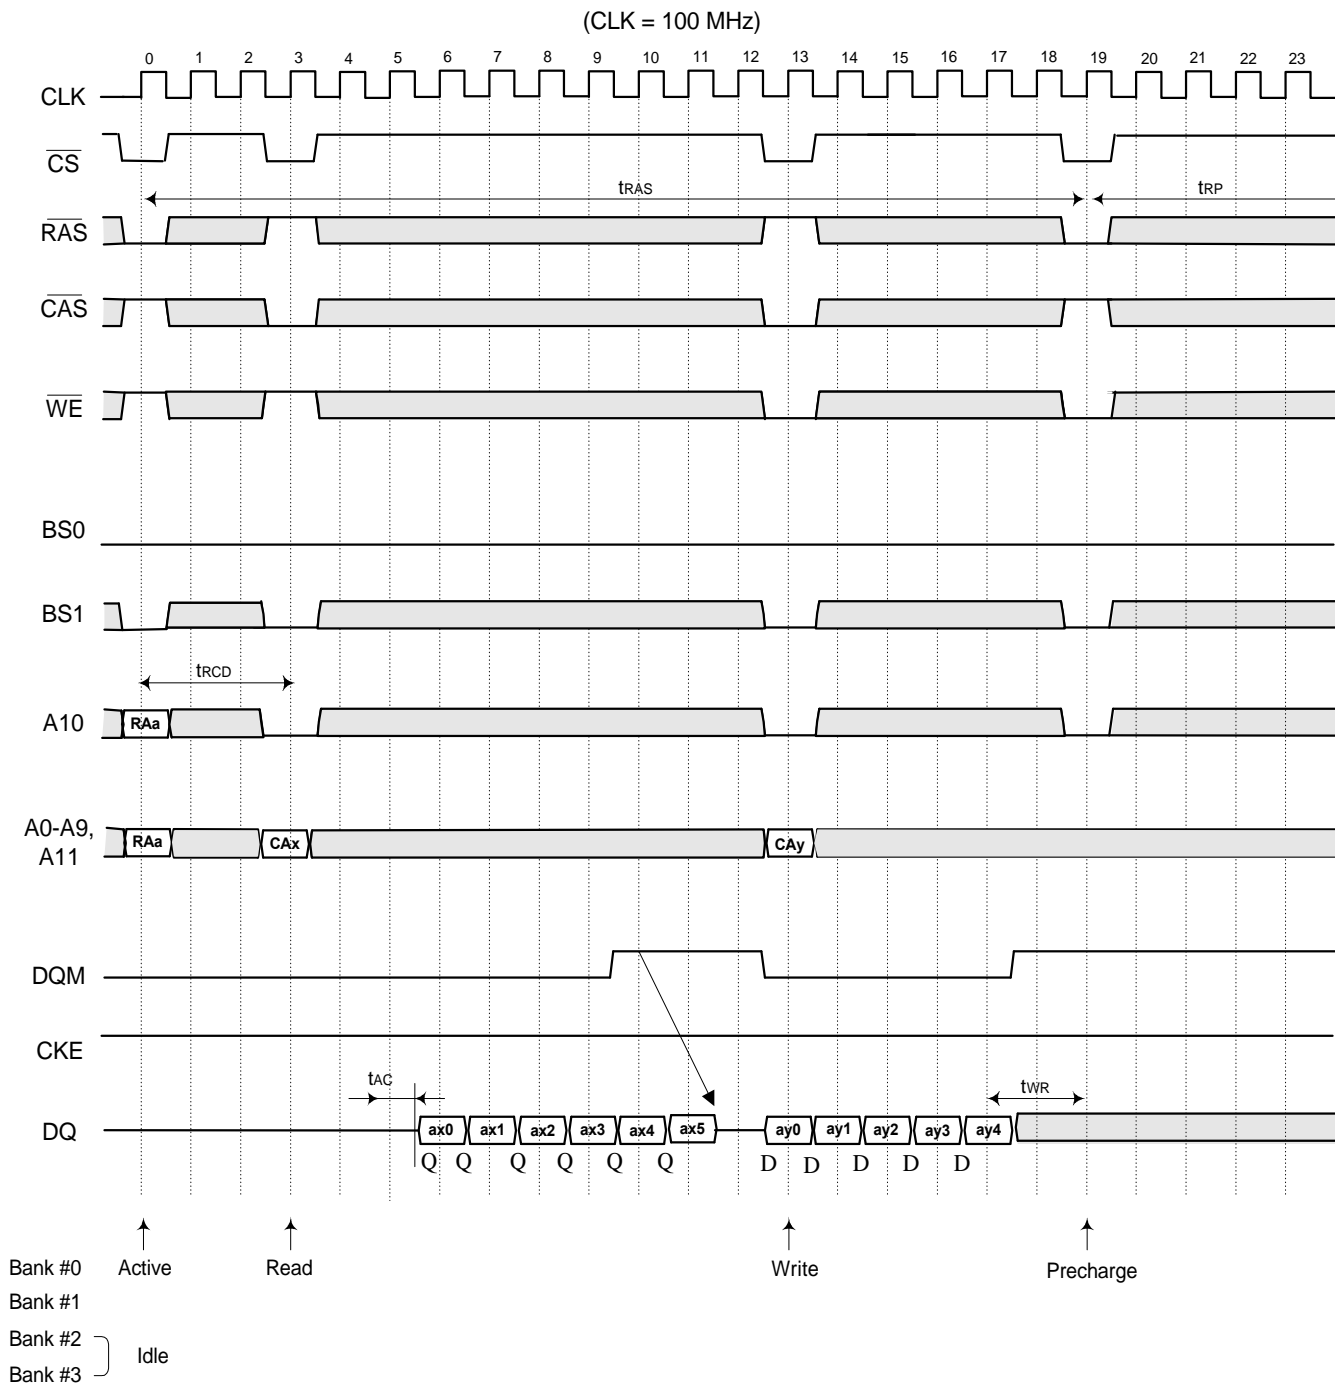 (CLK = 100 MHz)
0 1 2 3 4 5 6 7 8 9 10 11 12 13 14 15 16 17 18 19 20 21 22 23
CLK
CS
tRAS tRP
RAS
CAS
WE
BS0
BS1
tRCD
A10 RAa
A0-A9,
A11 RAa CAx CAy
DQM
CKE
tAC tWR
DQ ax0 ax1 ax2 ax3 ax4 ax5 ay0 ay1 ay2 ay3 ay4
Q Q Q Q Q Q D D D D D
Bank #0 Active Read Write Precharge
Bank #1
Bank #2
Idle
Bank #3